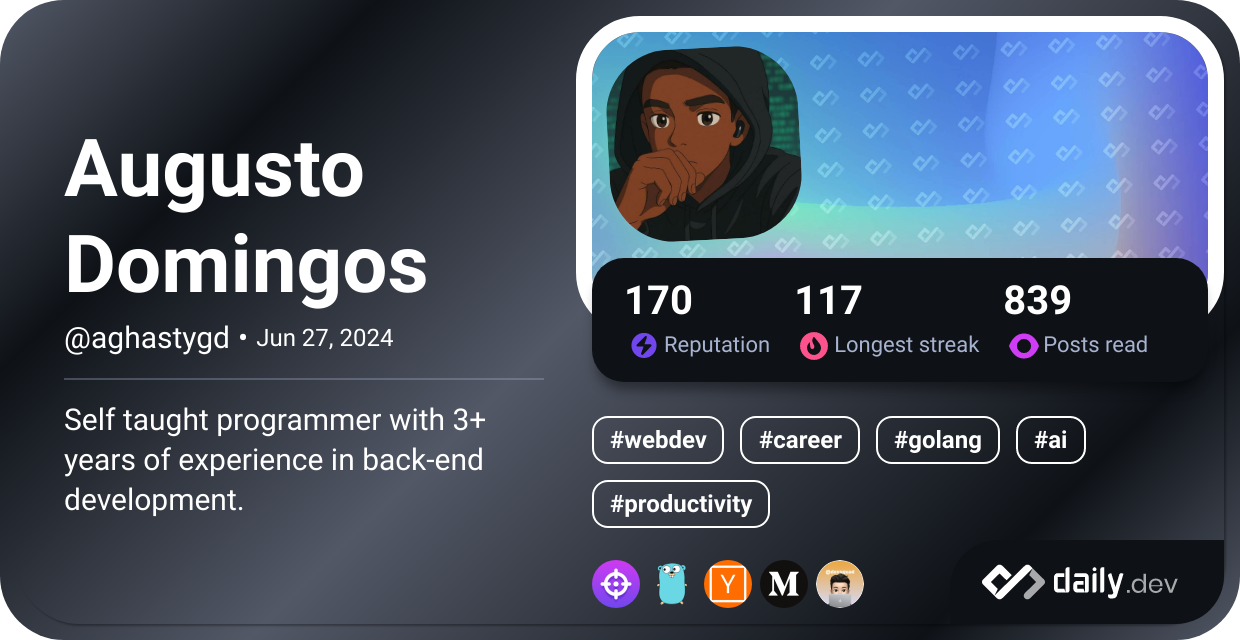 Augusto
Domingos
@aghastygd • Jun 27, 2024
Self taught programmer with 3+
years of experience in back-end
development.
170 117 839
Reputation Longest streak Posts read
#webdev #career #golang #ai
#productivity
Y M
daily.dev